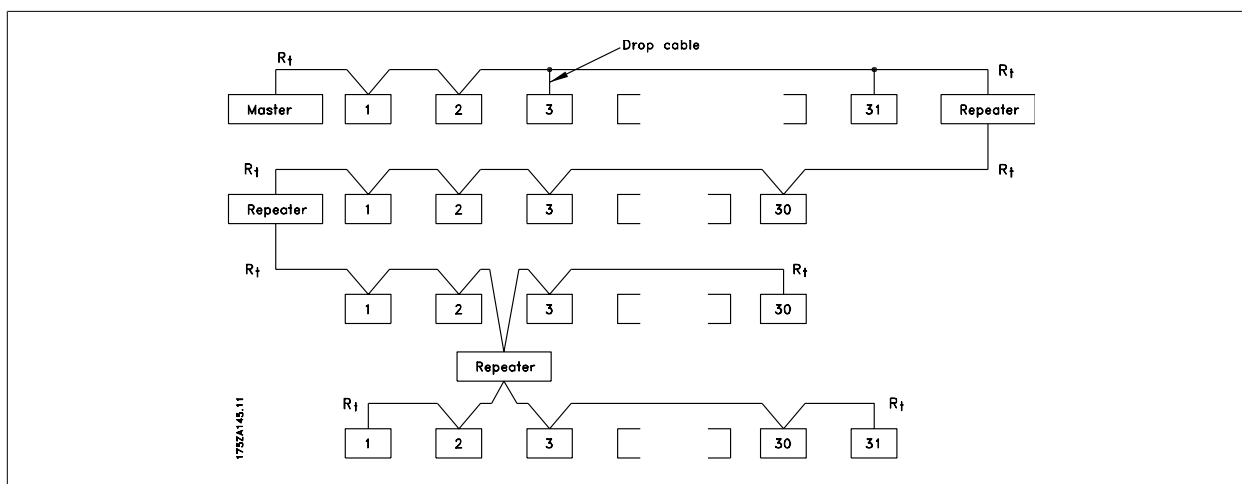 Drop cable
Rt Rt
Master 1 2 3 31 Repeater
Rt Rt
Repeater 1 2 3 30
Rt Rt
1 2 3 30
Repeater
Rt Rt
1 2 3 30 31
175ZA145.11